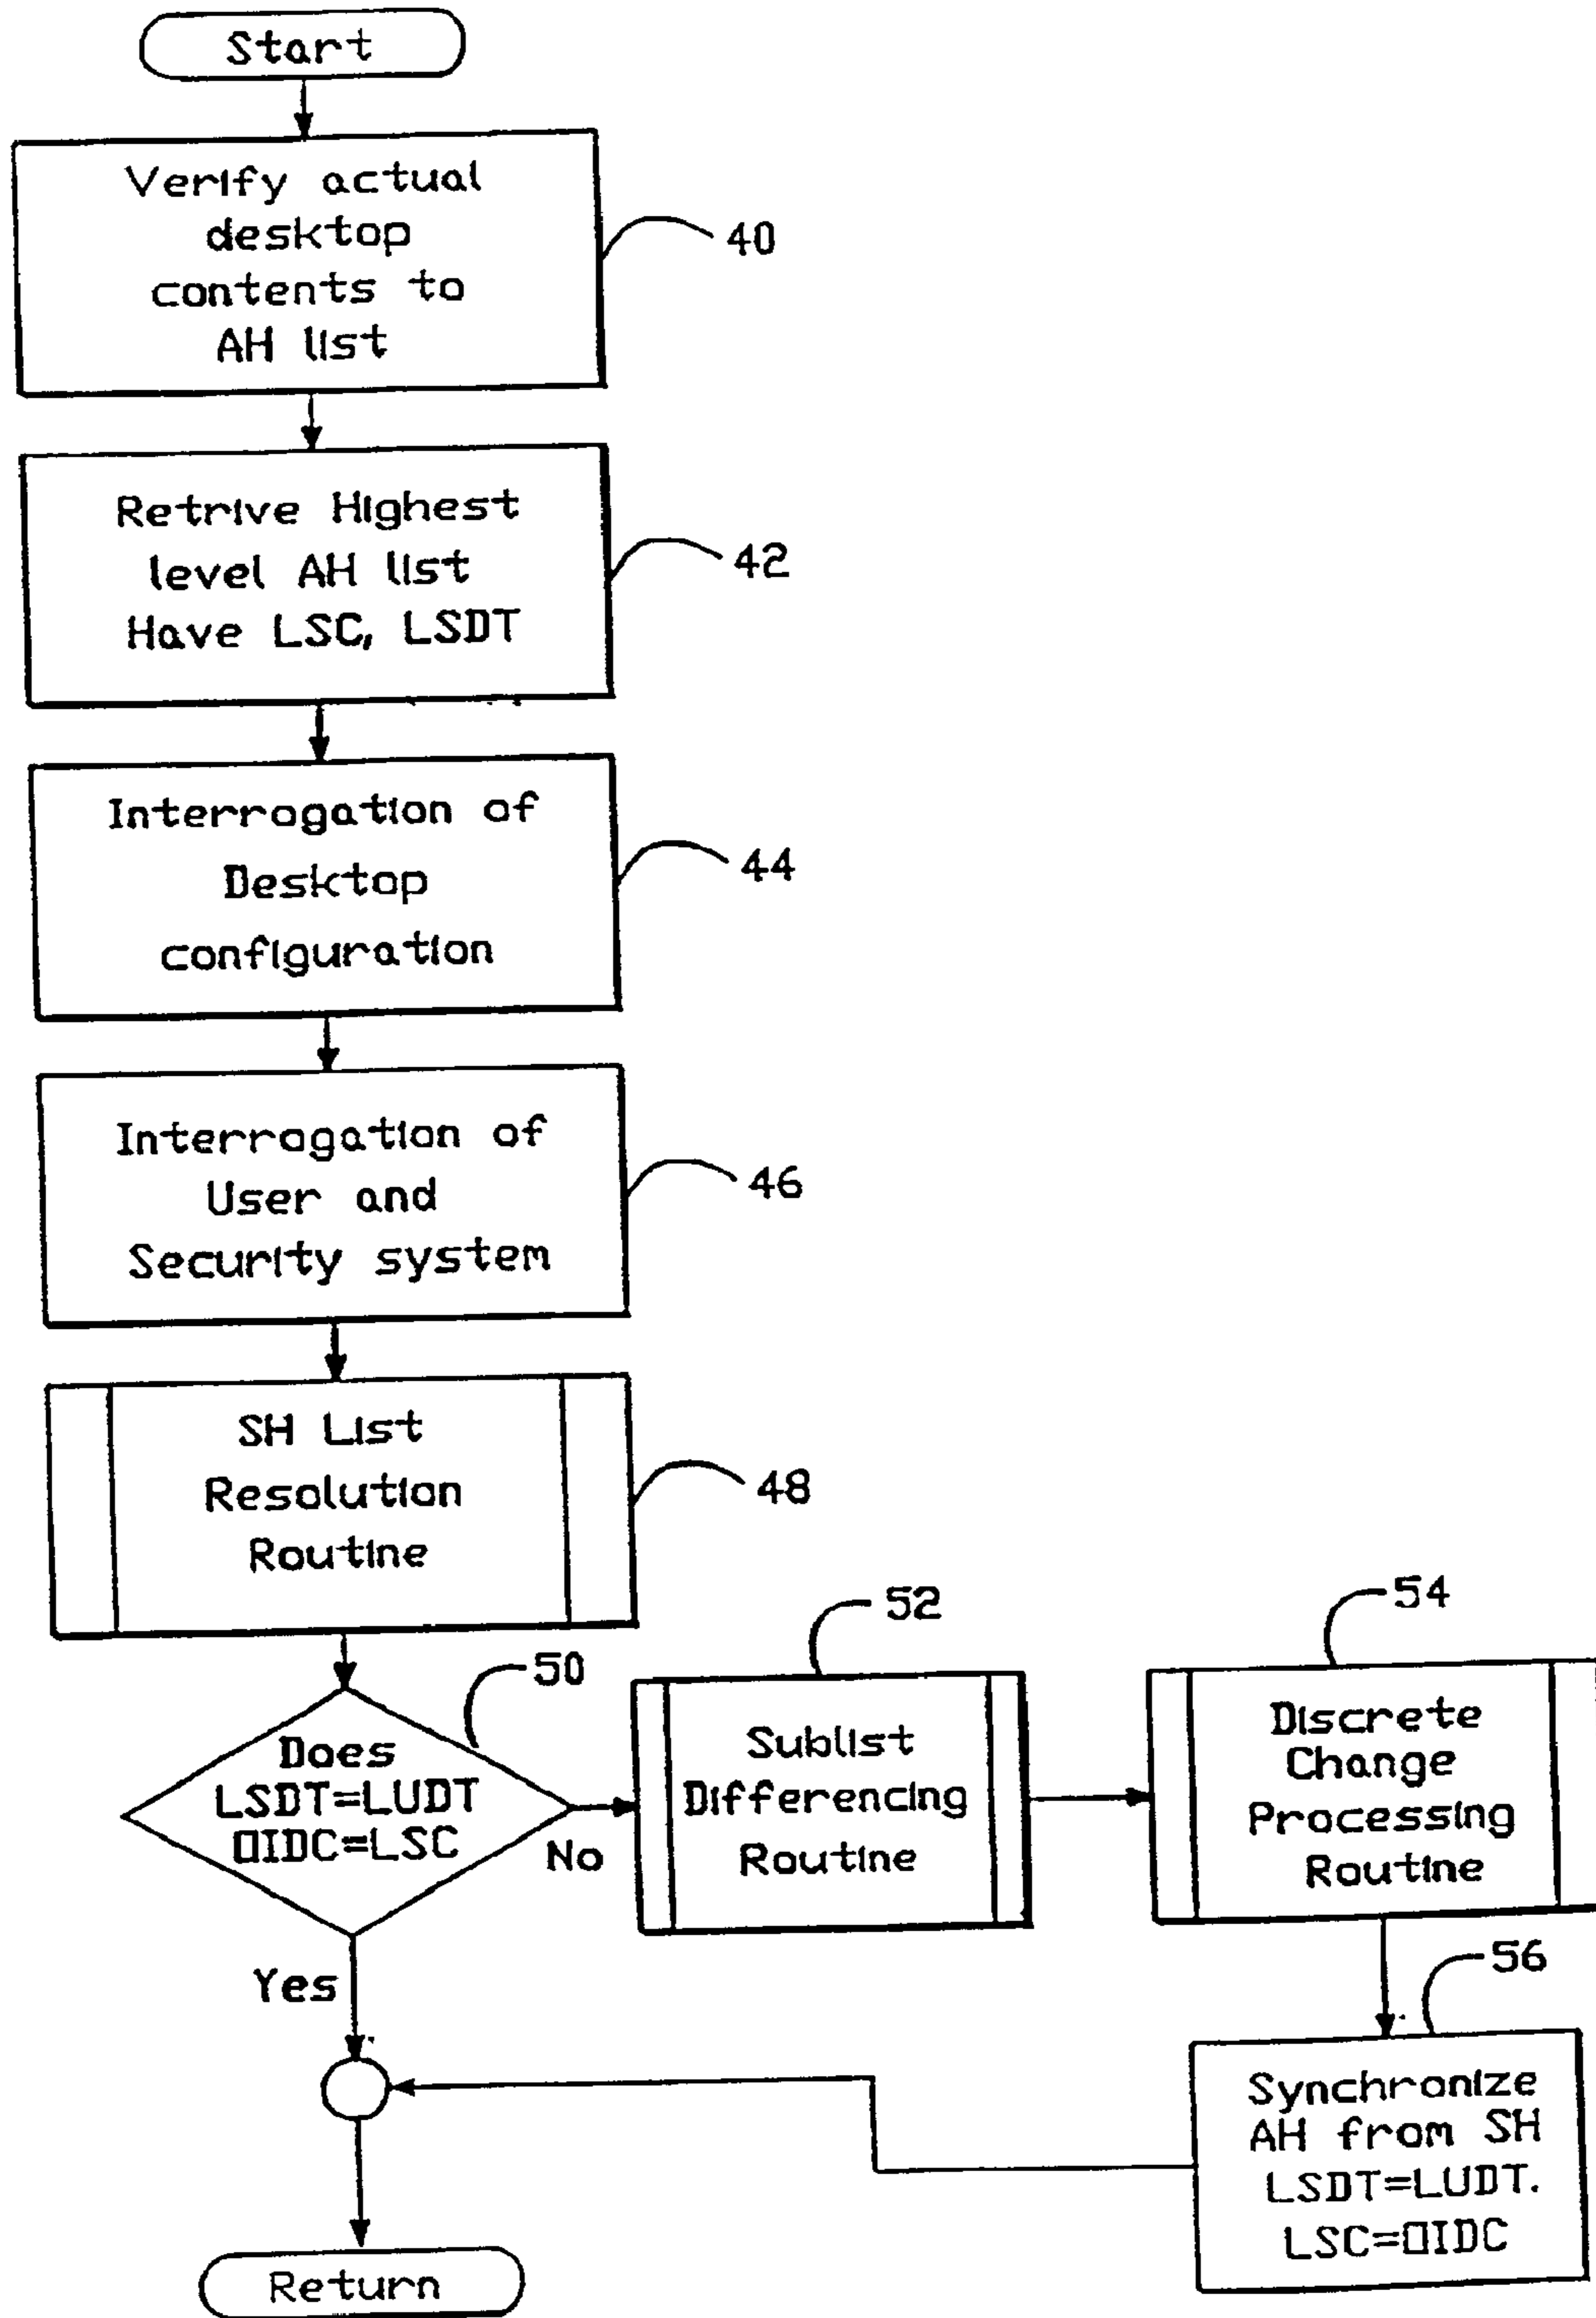 Start
Verify actual
desktop
contents to
AH list
40
Retrive Highest
level AH list
Have LSC, LSDT
42
Interrogation of
Desktop
configuration
44
Interrogation of
User and
Security system
46
SH List
Resolution
Routine
48
Does
LSDT=LUDT
OIDC=LSC
50
No
Yes
52
Sublist
Differencing
Routine
54
Discrete
Change
Processing
Routine
56
Synchronize
AH from SH
LSDT=LUDT.
LSC=OIDC
Return